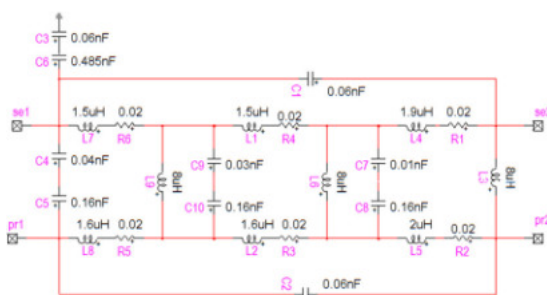 C3 0.06nF
C6 0.485nF
C1 0.06nF
se1 1.5uH 0.02 1.5uH 0.02 1.9uH 0.02
L7 R6 L1 R4 L4 R1
C4 0.04nF L9 8uH C9 0.03nF L6 8uH C7 0.01nF L3 8uH
C5 0.16nF C10 0.16nF C8 0.16nF
pr1 1.6uH 0.02 1.6uH 0.02 2uH 0.02 pr2
L8 R5 L2 R3 L5 R2
C2 0.06nF